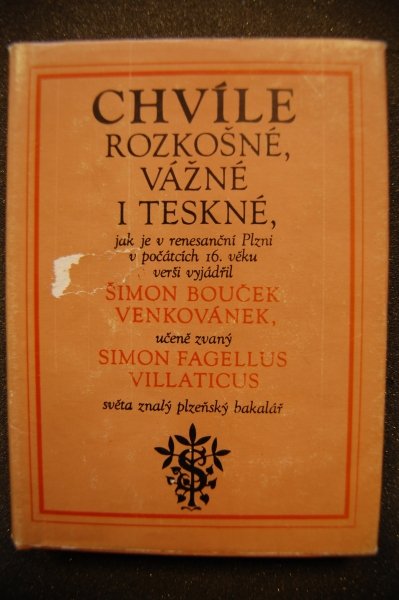 CHVÍLE
ROZKOŠNÉ,
VÁŽNÉ
I TESKNÉ,
jak je v renesanční Plzni
v počátcích 16. věku
verši vyjádřil
ŠIMON BOUČEK
VENKOVÁNEK,
učeně zvaný
SIMON FAGELLUS
VILLATICUS
světa znalý plzeňský bakalář